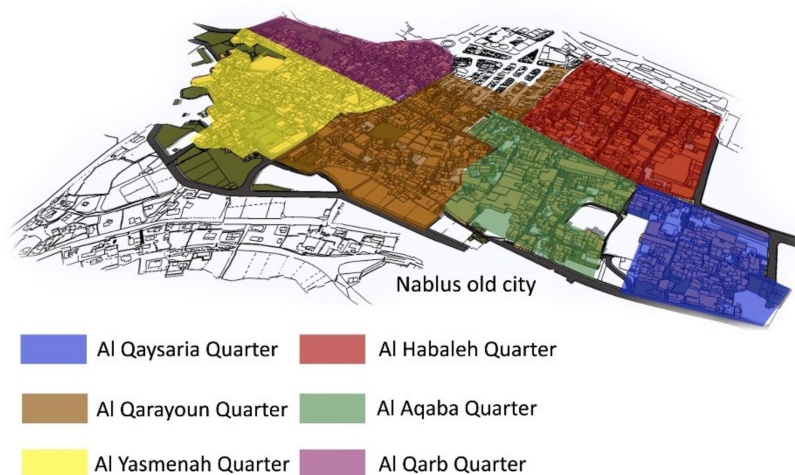 Nablus old city
Al Qaysaria Quarter
Al Habaleh Quarter
Al Qarayoun Quarter
Al Aqaba Quarter
Al Yasmenah Quarter
Al Qarb Quarter